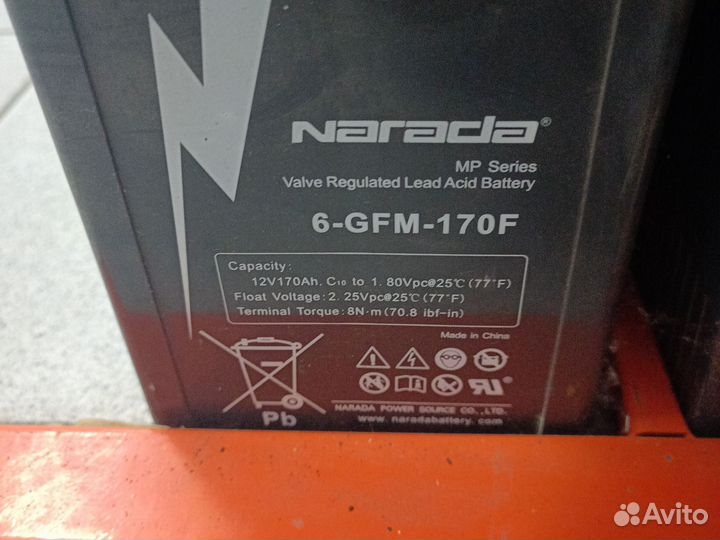 Narada®
MP Series
Valve Regulated Lead Acid Battery
6-GFM-170F
Capacity:
12V170Ah, C₁₀ to 1.80Vpc@25℃(77°F)
Float Voltage:2.25Vpc@25℃(77°F)
Terminal Torque:8N·m(70.8 ibf-in)
Made in China
Pb
NARADA POWER SOURCE CO.,LTD.
www.naradabattery.com
Avito